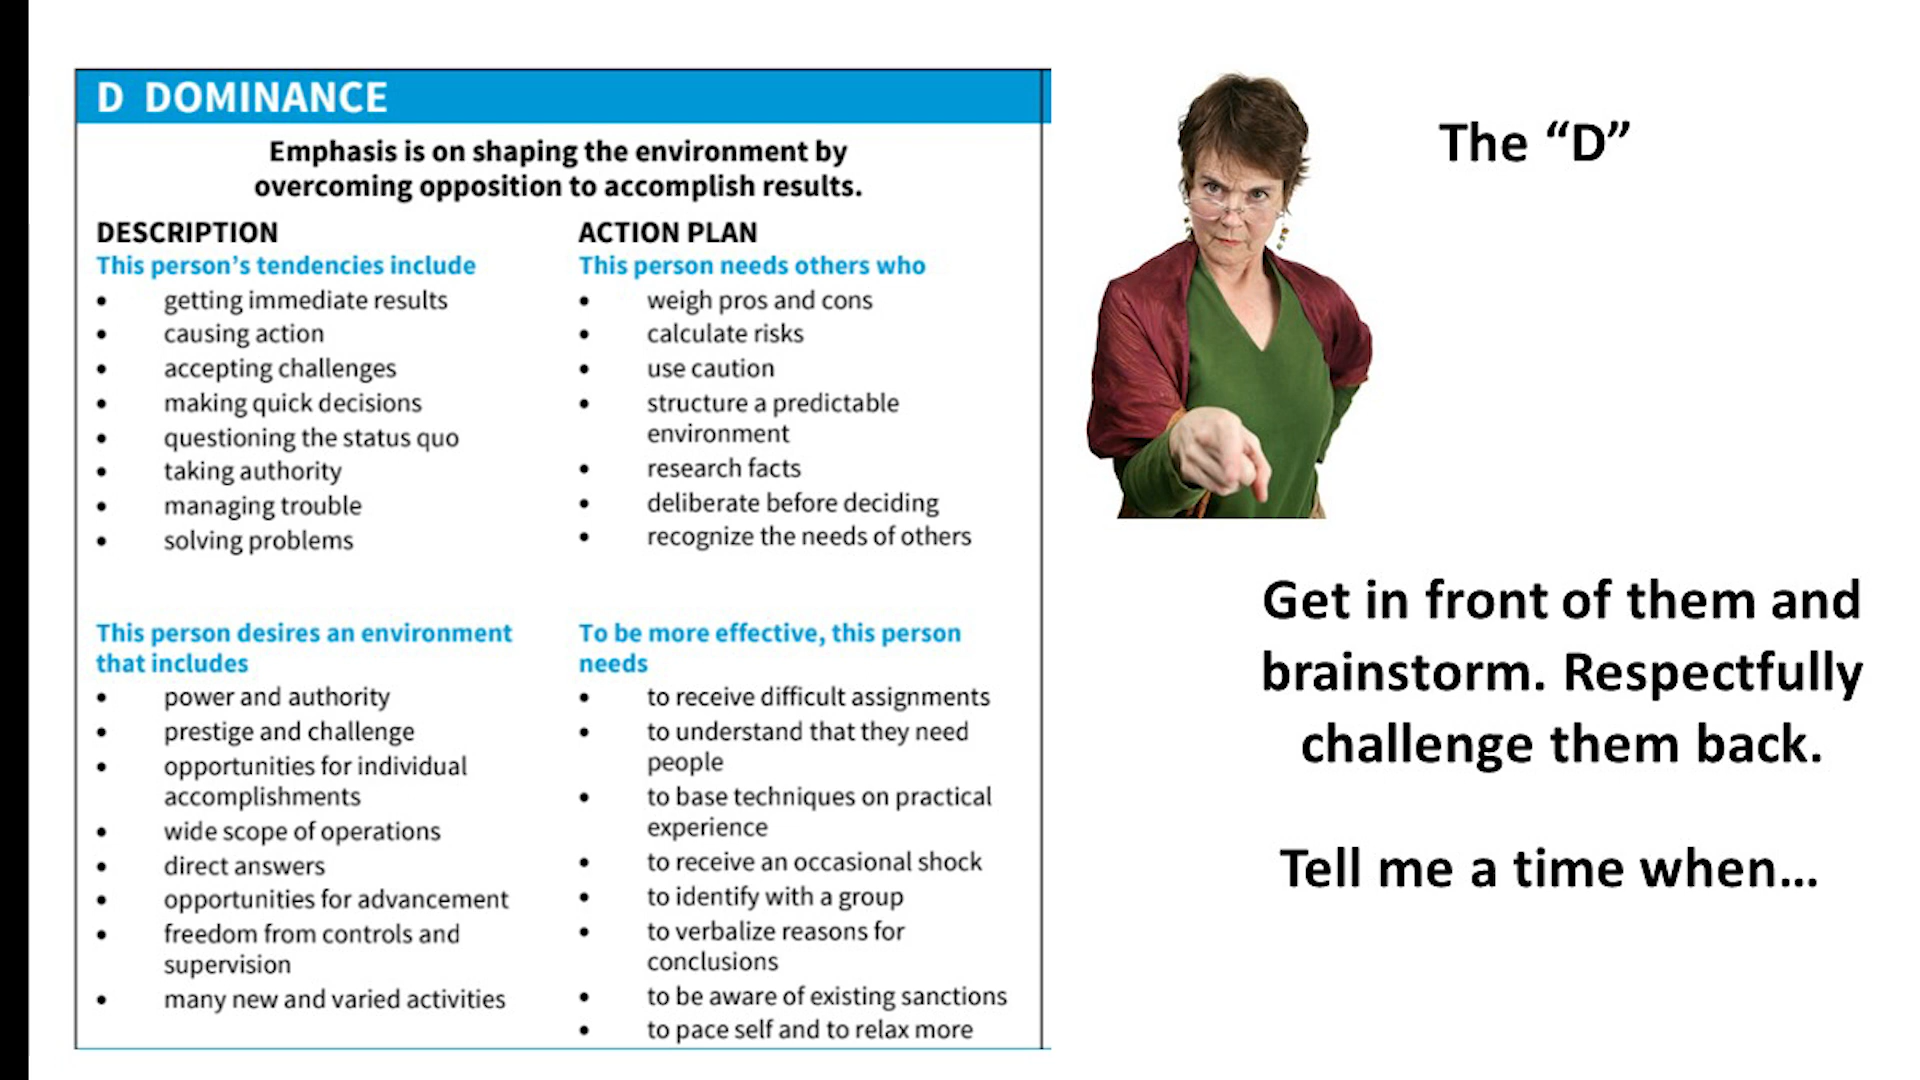 D DOMINANCE
Emphasis is on shaping the environment by
overcoming opposition to accomplish results.
DESCRIPTION
This person’s tendencies include
• getting immediate results
• causing action
• accepting challenges
• making quick decisions
• questioning the status quo
• taking authority
• managing trouble
• solving problems
This person desires an environment
that includes
• power and authority
• prestige and challenge
• opportunities for individual
accomplishments
• wide scope of operations
• direct answers
• opportunities for advancement
• freedom from controls and
supervision
• many new and varied activities
ACTION PLAN
This person needs others who
• weigh pros and cons
• calculate risks
• use caution
• structure a predictable
environment
• research facts
• deliberate before deciding
• recognize the needs of others
To be more effective, this person
needs
• to receive difficult assignments
• to understand that they need
people
• to base techniques on practical
experience
• to receive an occasional shock
• to identify with a group
• to verbalize reasons for
conclusions
• to be aware of existing sanctions
• to pace self and to relax more
The “D”
Get in front of them and
brainstorm. Respectfully
challenge them back.
Tell me a time when...